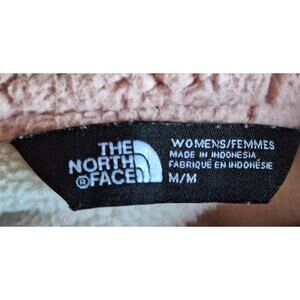 THE
NORTH
®FACE
WOMENS/FEMMES
MADE IN INDONESIA
FABRIQUÉ EN INDONÉSIE
M/M